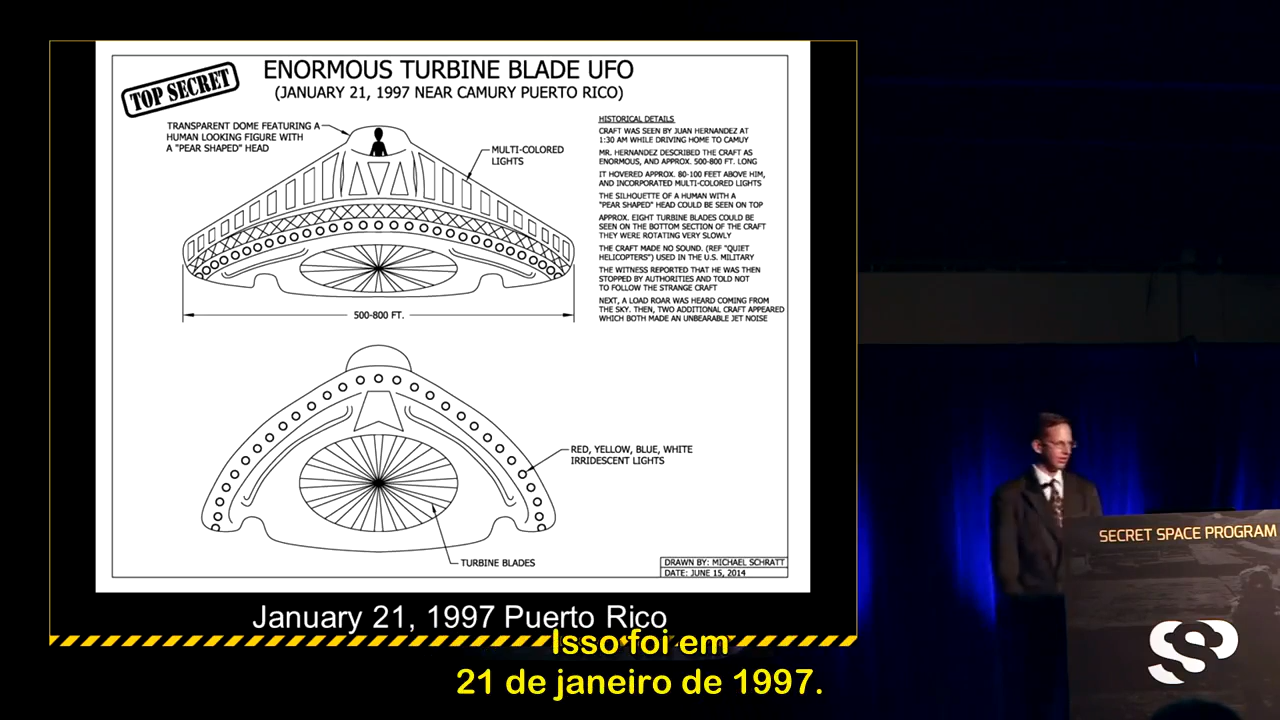 TOP SECRET
ENORMOUS TURBINE BLADE UFO
(JANUARY 21, 1997 NEAR CAMURY PUERTO RICO)
TRANSPARENT DOME FEATURING A
HUMAN LOOKING FIGURE WITH
A "PEAR SHAPED" HEAD
MULTI-COLORED
LIGHTS
HISTORICAL DETAILS
CRAFT WAS SEEN BY JUAN HERNANDEZ AT
1:30 AM WHILE DRIVING HOME TO CAMUY
MR. HERNANDEZ DESCRIBED THE CRAFT AS
ENORMOUS, AND APPROX. 500-800 FT. LONG
IT HOVERED APPROX. 80-100 FEET ABOVE HIM,
AND INCORPORATED MULTI-COLORED LIGHTS
THE SILHOUETTE OF A HUMAN WITH A
"PEAR SHAPED" HEAD COULD BE SEEN ON TOP
APPROX. EIGHT TURBINE BLADES COULD BE
SEEN ON THE BOTTOM SECTION OF THE CRAFT
THEY WERE ROTATING VERY SLOWLY
THE CRAFT MADE NO SOUND. (REF "QUIET
HELICOPTERS") USED IN THE U.S. MILITARY
THE WITNESS REPORTED THAT HE WAS THEN
STOPPED BY AUTHORITIES AND TOLD NOT
TO FOLLOW THE STRANGE CRAFT
NEXT, A LOAD ROAR WAS HEARD COMING FROM
THE SKY. THEN, TWO ADDITIONAL CRAFT APPEARED
WHICH BOTH MADE AN UNBEARABLE JET NOISE
500-800 FT.
RED, YELLOW, BLUE, WHITE
IRRIDESCENT LIGHTS
TURBINE BLADES
DRAWN BY: MICHAEL SCHRATT
DATE: JUNE 15, 2014
January 21, 1997 Puerto Rico
SECRET SPACE PROGRAM
SSP
Isso foi em
21 de janeiro de 1997.